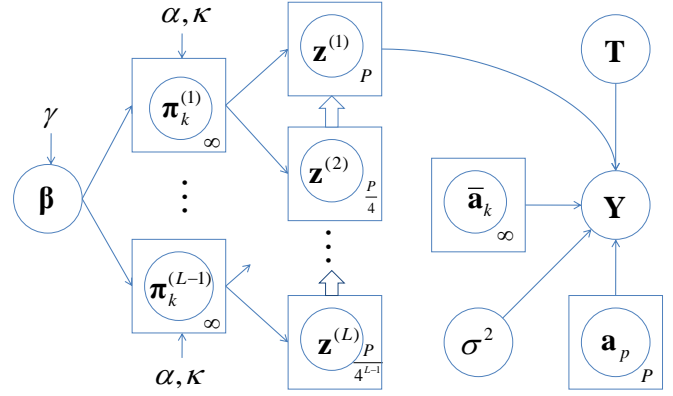 α, κ
z^(1)
P
T
π_k^(1)
∞
γ
z^(2)
P/4
β
ā_k
∞
Y
π_k^(L−1)
∞
z^(L)
P/4^(L−1)
σ²
a_p
P
α, κ